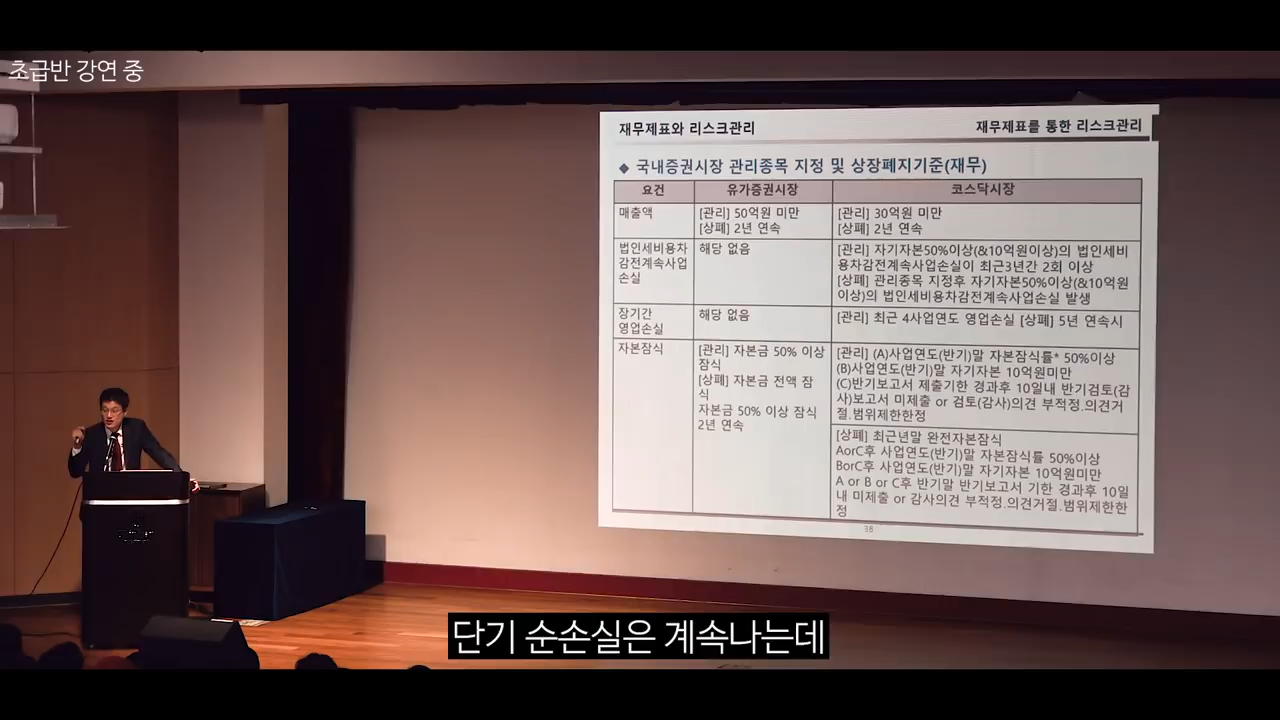 초급반 강연 중
재무제표와 리스크관리
재무제표를 통한 리스크관리
◆ 국내증권시장 관리종목 지정 및 상장폐지기준(재무)
요건
유가증권시장
코스닥시장
매출액
[관리] 50억원 미만
[상폐] 2년 연속
[관리] 30억원 미만
[상폐] 2년 연속
법인세비용차
감전계속사업
손실
해당 없음
[관리] 자기자본50%이상(&10억원이상)의 법인세비
용차감전계속사업손실이 최근3년간 2회 이상
[상폐] 관리종목 지정후 자기자본50%이상(&10억원
이상)의 법인세비용차감전계속사업손실 발생
장기간
영업손실
해당 없음
[관리] 최근 4사업연도 영업손실 [상폐] 5년 연속시
자본잠식
[관리] 자본금 50% 이상
잠식
[상폐] 자본금 전액 잠
식
자본금 50% 이상 잠식
2년 연속
[관리] (A)사업연도(반기)말 자본잠식률* 50%이상
(B)사업연도(반기)말 자기자본 10억원미만
(C)반기보고서 제출기한 경과후 10일내 반기검토(감
사)보고서 미제출 or 검토(감사)의견 부적정.의견거
절.범위제한한정
[상폐] 최근년말 완전자본잠식
AorC후 사업연도(반기)말 자본잠식률 50%이상
BorC후 사업연도(반기)말 자기자본 10억원미만
A or B or C후 반기말 반기보고서 기한 경과후 10일
내 미제출 or 감사의견 부적정.의견거절.범위제한한
정
38
단기 순손실은 계속나는데